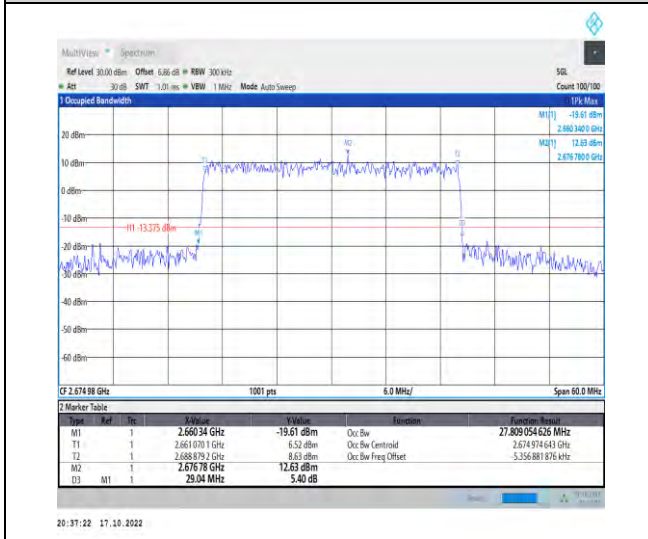 MultiView Spectrum
Ref Level 30.00 dBm Offset 6.86 dB RBW 300 kHz SGL
Att 30 dB SWT 1.01 ms VBW 1 MHz Mode Auto Sweep Count 100/100
1 Occupied Bandwidth 1Pk Max
M1[1] -19.61 dBm
2.660 340 0 GHz
M2[1] 12.63 dBm
2.676 780 0 GHz
M2
T1
T2
20 dBm
10 dBm
0 dBm
-10 dBm
H1 -13.375 dBm
M1
D3
-20 dBm
-30 dBm
-40 dBm
-50 dBm
-60 dBm
CF 2.674 98 GHz 1001 pts 6.0 MHz/ Span 60.0 MHz
2 Marker Table
Type Ref Trc X-Value Y-Value Function Function Result
M1 1 2.660 34 GHz -19.61 dBm Occ Bw 27.809 054 626 MHz
T1 1 2.661 070 1 GHz 6.52 dBm Occ Bw Centroid 2.674 974 643 GHz
T2 1 2.688 879 2 GHz 8.63 dBm Occ Bw Freq Offset -5.356 881 876 kHz
M2 1 2.676 78 GHz 12.63 dBm
D3 M1 1 29.04 MHz 5.40 dB
20:37:22 17.10.2022